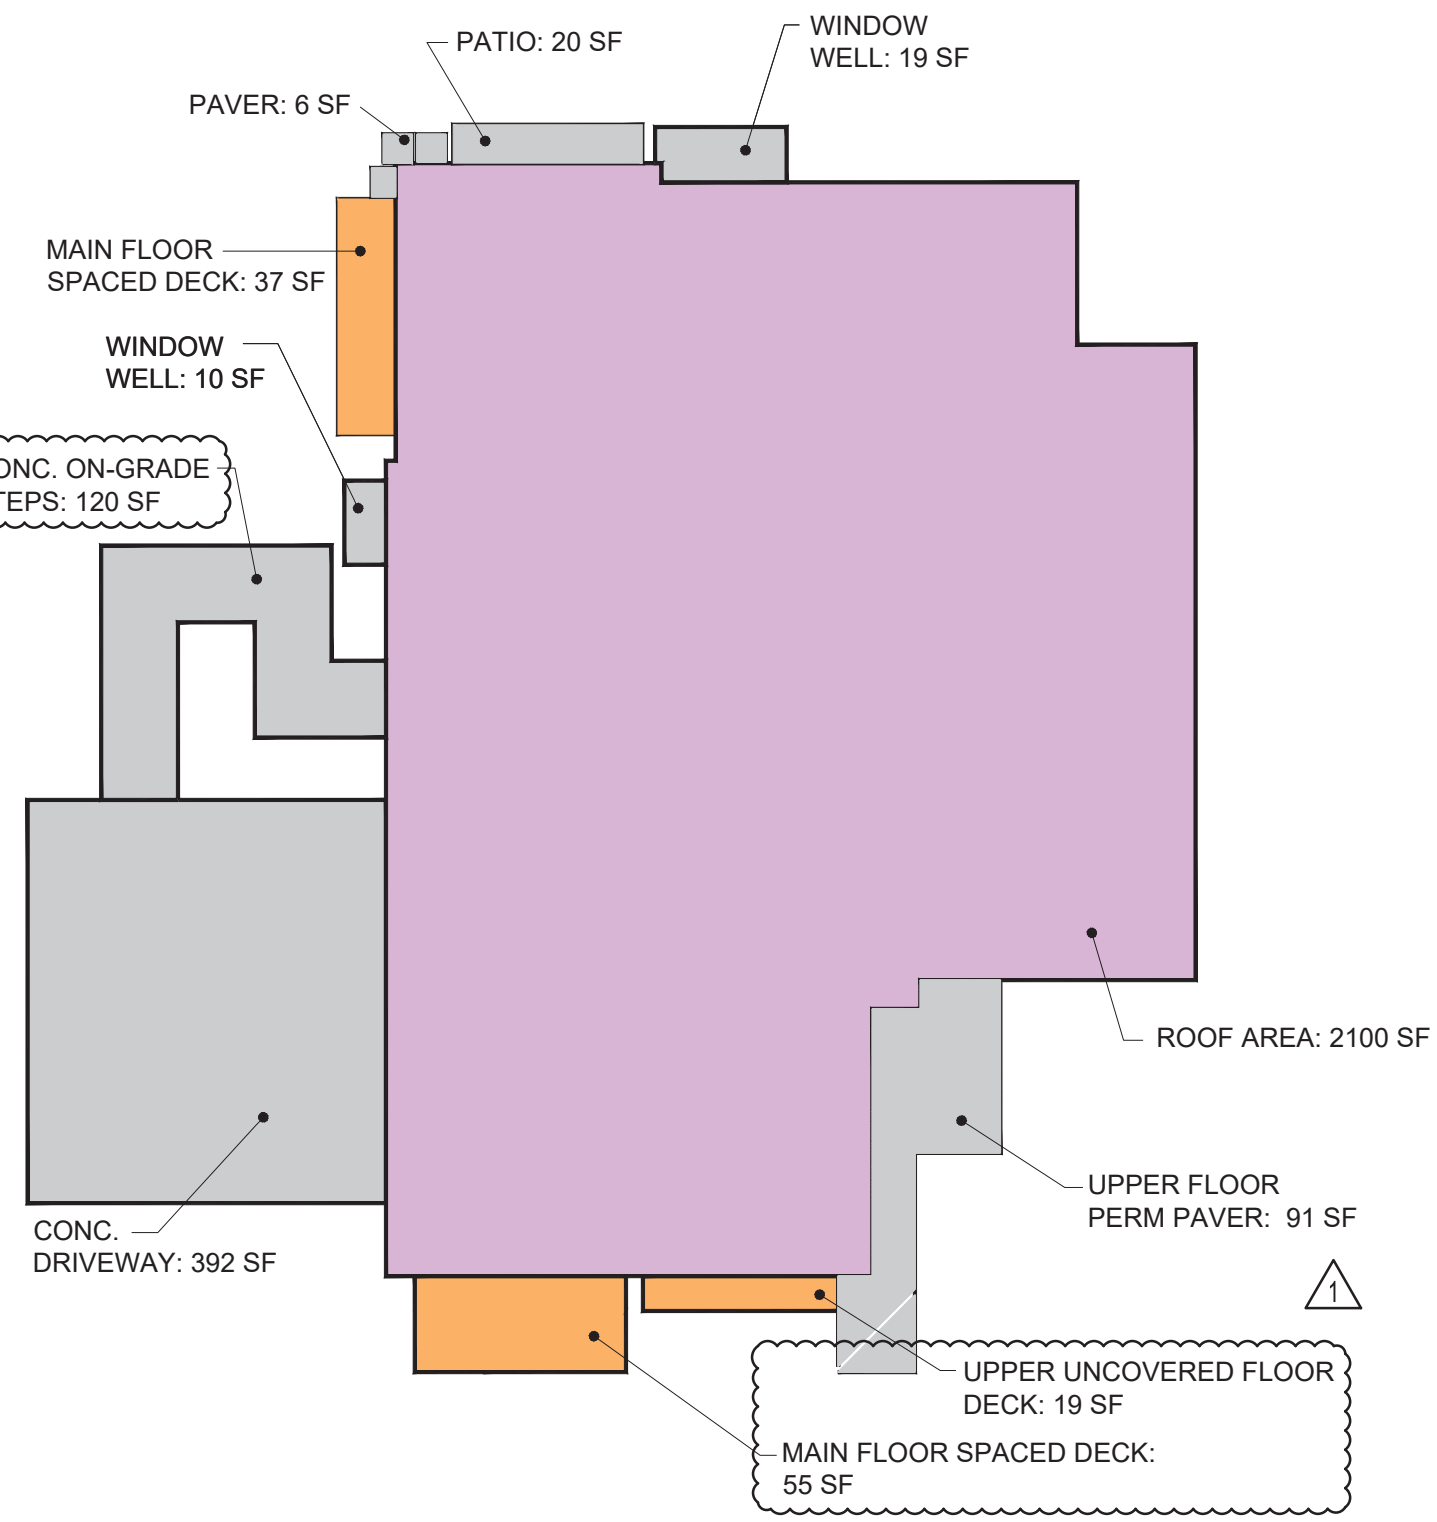 WINDOW
WELL: 19 SF
PATIO: 20 SF
PAVER: 6 SF
MAIN FLOOR
SPACED DECK: 37 SF
WINDOW
WELL: 10 SF
ONC. ON-GRADE
TEPS: 120 SF
ROOF AREA: 2100 SF
UPPER FLOOR
PERM PAVER: 91 SF
CONC.
DRIVEWAY: 392 SF
1
UPPER UNCOVERED FLOOR
DECK: 19 SF
MAIN FLOOR SPACED DECK:
55 SF